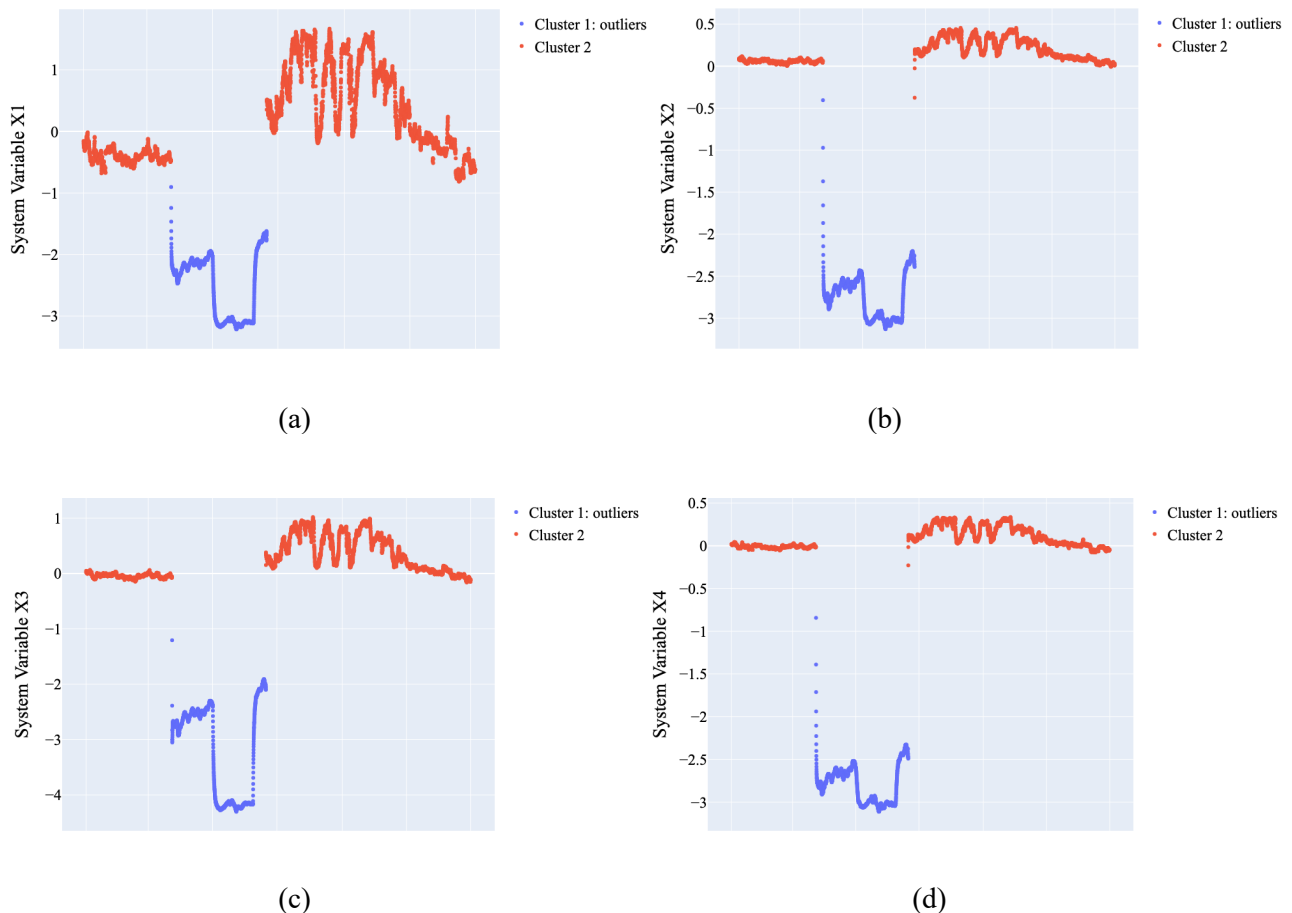 Cluster 1: outliers
Cluster 2
1
0
−1
−2
−3
System Variable X1
(a)
Cluster 1: outliers
Cluster 2
0.5
0
−0.5
−1
−1.5
−2
−2.5
−3
System Variable X2
(b)
Cluster 1: outliers
Cluster 2
1
0
−1
−2
−3
−4
System Variable X3
(c)
Cluster 1: outliers
Cluster 2
0.5
0
−0.5
−1
−1.5
−2
−2.5
−3
System Variable X4
(d)